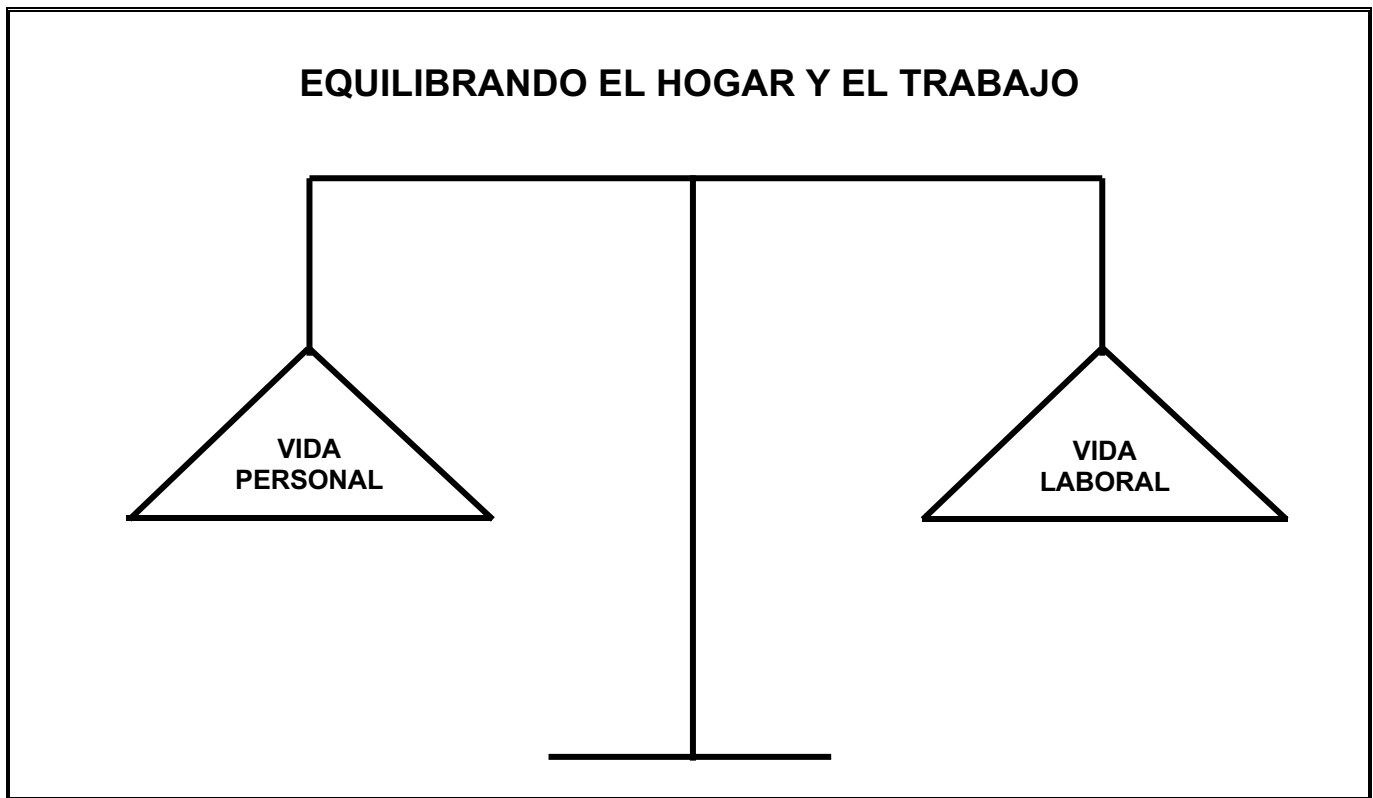 EQUILIBRANDO EL HOGAR Y EL TRABAJO
VIDA
PERSONAL
VIDA
LABORAL